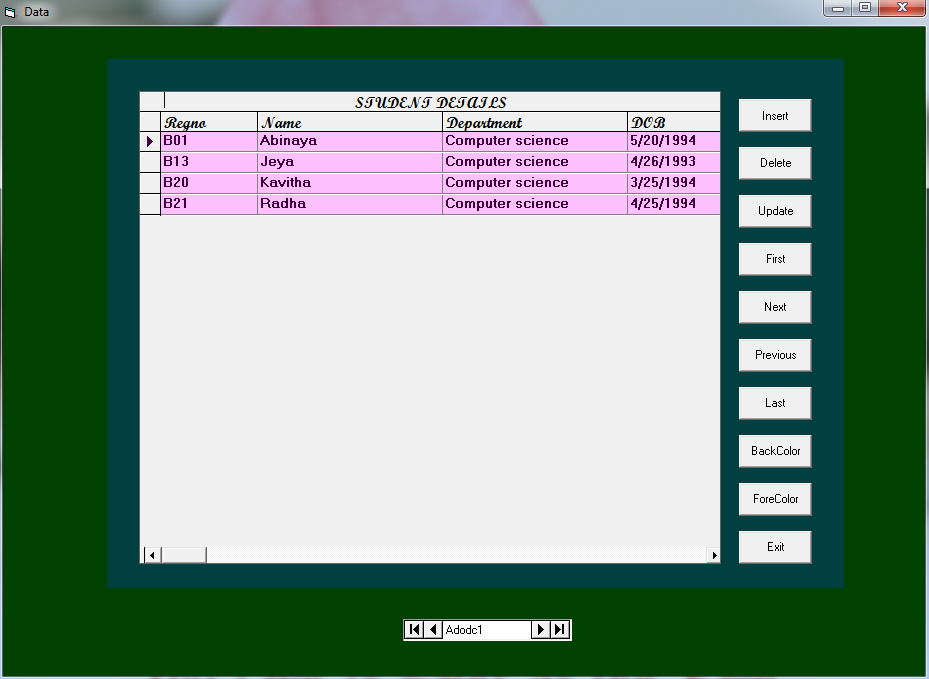 Data
STUDENT DETAILS
Regno Name Department DOB
B01 Abinaya Computer science 5/20/1994
B13 Jeya Computer science 4/26/1993
B20 Kavitha Computer science 3/25/1994
B21 Radha Computer science 4/25/1994
Insert
Delete
Update
First
Next
Previous
Last
BackColor
ForeColor
Exit
Adodc1